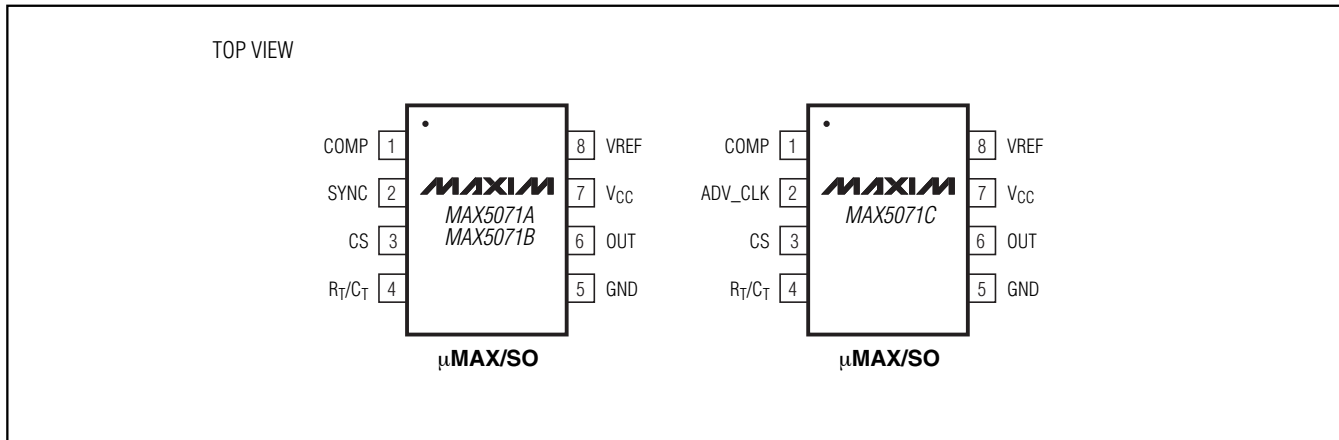 TOP VIEW
COMP 1
SYNC 2
CS 3
RT/CT 4
MAXIM
MAX5071A
MAX5071B
8 VREF
7 VCC
6 OUT
5 GND
μMAX/SO
COMP 1
ADV_CLK 2
CS 3
RT/CT 4
MAXIM
MAX5071C
8 VREF
7 VCC
6 OUT
5 GND
μMAX/SO